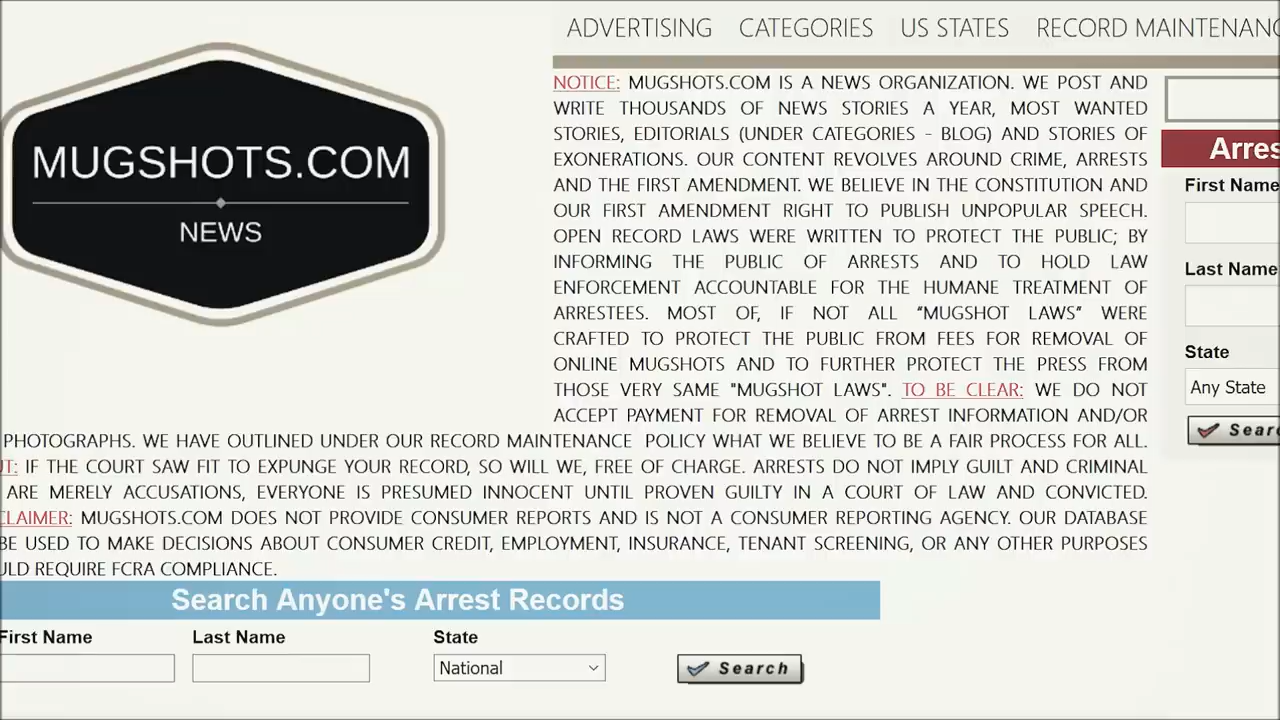 ADVERTISING CATEGORIES US STATES RECORD MAINTENANC
MUGSHOTS.COM
NEWS
NOTICE: MUGSHOTS.COM IS A NEWS ORGANIZATION. WE POST AND
WRITE THOUSANDS OF NEWS STORIES A YEAR, MOST WANTED
STORIES, EDITORIALS (UNDER CATEGORIES - BLOG) AND STORIES OF
EXONERATIONS. OUR CONTENT REVOLVES AROUND CRIME, ARRESTS
AND THE FIRST AMENDMENT. WE BELIEVE IN THE CONSTITUTION AND
OUR FIRST AMENDMENT RIGHT TO PUBLISH UNPOPULAR SPEECH.
OPEN RECORD LAWS WERE WRITTEN TO PROTECT THE PUBLIC; BY
INFORMING THE PUBLIC OF ARRESTS AND TO HOLD LAW
ENFORCEMENT ACCOUNTABLE FOR THE HUMANE TREATMENT OF
ARRESTEES. MOST OF, IF NOT ALL “MUGSHOT LAWS” WERE
CRAFTED TO PROTECT THE PUBLIC FROM FEES FOR REMOVAL OF
ONLINE MUGSHOTS AND TO FURTHER PROTECT THE PRESS FROM
THOSE VERY SAME "MUGSHOT LAWS". TO BE CLEAR: WE DO NOT
ACCEPT PAYMENT FOR REMOVAL OF ARREST INFORMATION AND/OR
PHOTOGRAPHS. WE HAVE OUTLINED UNDER OUR RECORD MAINTENANCE POLICY WHAT WE BELIEVE TO BE A FAIR PROCESS FOR ALL.
UT: IF THE COURT SAW FIT TO EXPUNGE YOUR RECORD, SO WILL WE, FREE OF CHARGE. ARRESTS DO NOT IMPLY GUILT AND CRIMINAL
ARE MERELY ACCUSATIONS, EVERYONE IS PRESUMED INNOCENT UNTIL PROVEN GUILTY IN A COURT OF LAW AND CONVICTED.
CLAIMER: MUGSHOTS.COM DOES NOT PROVIDE CONSUMER REPORTS AND IS NOT A CONSUMER REPORTING AGENCY. OUR DATABASE
BE USED TO MAKE DECISIONS ABOUT CONSUMER CREDIT, EMPLOYMENT, INSURANCE, TENANT SCREENING, OR ANY OTHER PURPOSES
ULD REQUIRE FCRA COMPLIANCE.
Arres
First Name
Last Name
State
Any State
Searc
Search Anyone's Arrest Records
First Name Last Name State
National Search